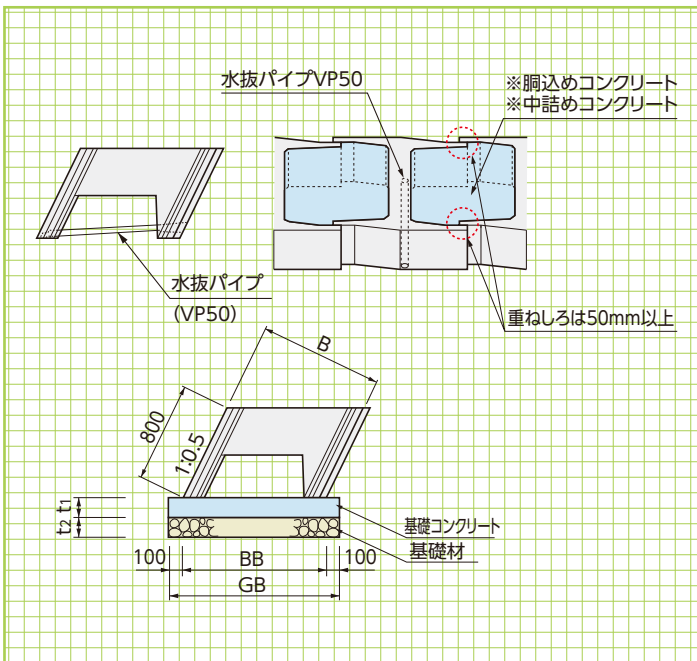 水抜パイプVP50
※胴込めコンクリート
※中詰めコンクリート
水抜パイプ
(VP50)
重ねしろは50mm以上
B
800
1:0.5
t1
t2
基礎コンクリート
基礎材
100
BB
100
GB